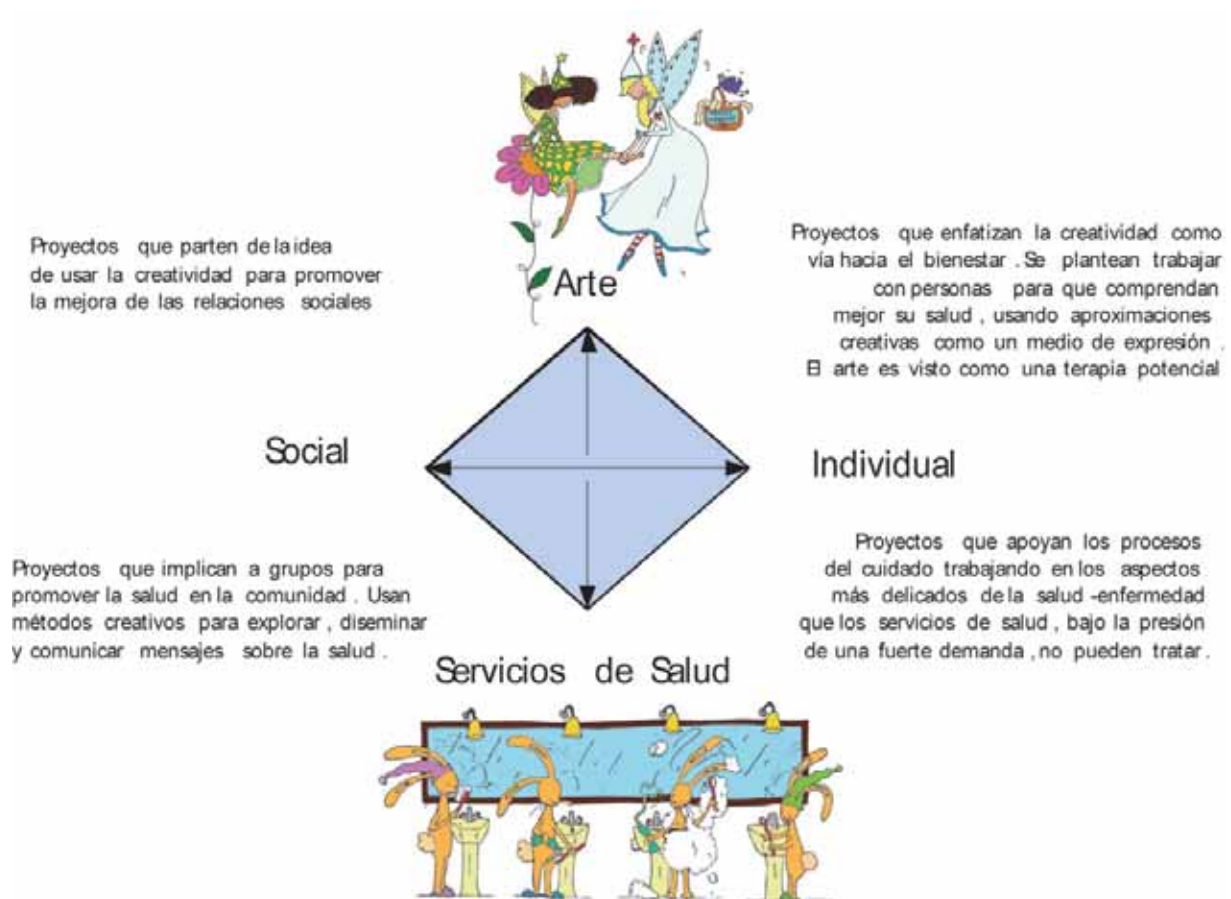 Proyectos que parten de la idea
de usar la creatividad para promover
la mejora de las relaciones sociales
Proyectos que enfatizan la creatividad como
vía hacia el bienestar. Se plantean trabajar
con personas para que comprendan
mejor su salud, usando aproximaciones
creativas como un medio de expresión.
El arte es visto como una terapia potencial
Arte
Social
Individual
Proyectos que implican a grupos para
promover la salud en la comunidad. Usan
métodos creativos para explorar, diseminar
y comunicar mensajes sobre la salud.
Proyectos que apoyan los procesos
del cuidado trabajando en los aspectos
más delicados de la salud-enfermedad
que los servicios de salud, bajo la presión
de una fuerte demanda, no pueden tratar.
Servicios de Salud